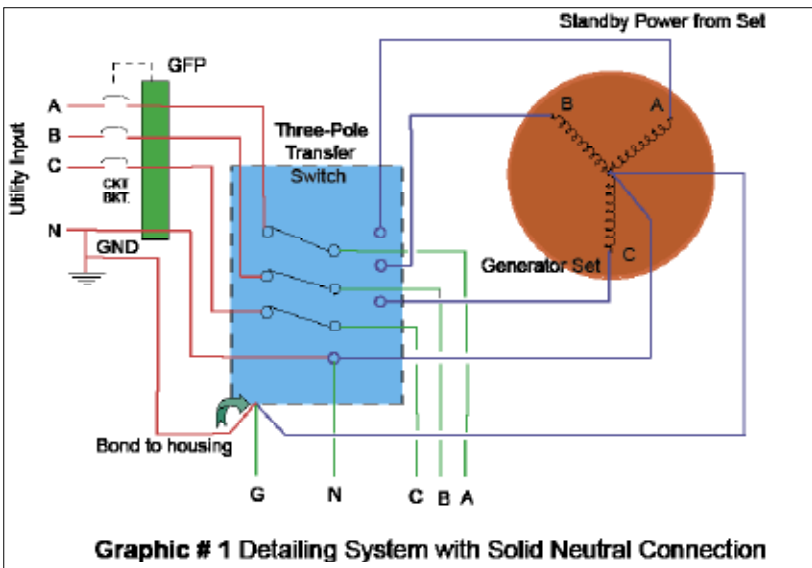 Standby Power from Set
GFP
A
B
C
N
Utility Input
CKT
BKT.
GND
Three-Pole
Transfer
Switch
B
A
C
Generator Set
Bond to housing
G
N
C
B
A
Graphic # 1 Detailing System with Solid Neutral Connection